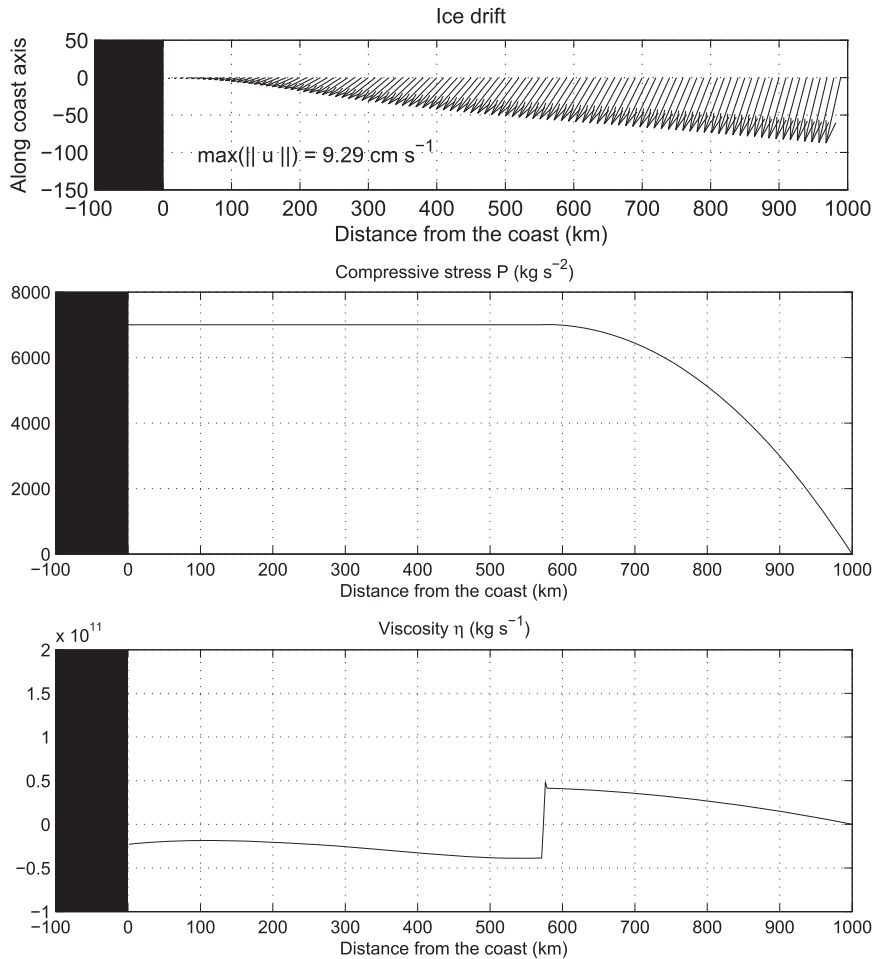 Ice drift
50
0
−50
−100
−150
Along coast axis
max(|| u ||) = 9.29 cm s−1
−100 0 100 200 300 400 500 600 700 800 900 1000
Distance from the coast (km)
Compressive stress P (kg s−2)
8000
6000
4000
2000
0
−100 0 100 200 300 400 500 600 700 800 900 1000
Distance from the coast (km)
Viscosity η (kg s−1)
x 1011
2
1.5
1
0.5
0
−0.5
−1
−100 0 100 200 300 400 500 600 700 800 900 1000
Distance from the coast (km)